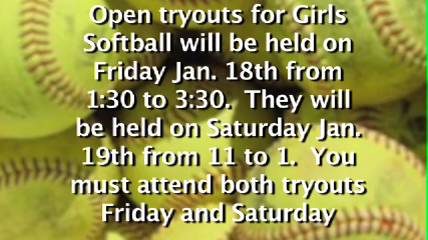 Open tryouts for Girls
Softball will be held on
Friday Jan. 18th from
1:30 to 3:30.  They will
be held on Saturday Jan.
19th from 11 to 1.  You
must attend both tryouts
Friday and Saturday